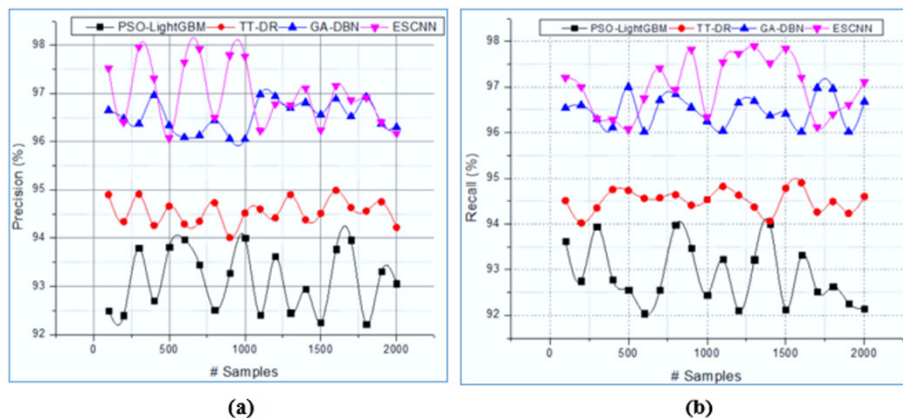 PSO-LightGBM TT-DR GA-DBN ESCNN
98
97
96
95
94
93
92
Precision (%)
0 500 1000 1500 2000
# Samples
(a)
PSO-LightGBM TT-DR GA-DBN ESCNN
98
97
96
95
94
93
92
Recall (%)
0 500 1000 1500 2000
# Samples
(b)